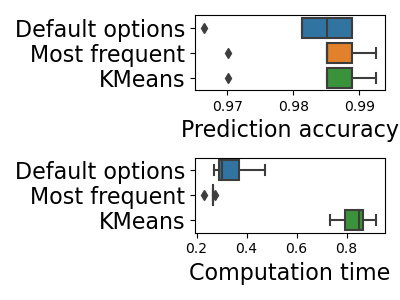 Default options
Most frequent
KMeans
0.97 0.98 0.99
Prediction accuracy
Default options
Most frequent
KMeans
0.2 0.4 0.6 0.8
Computation time